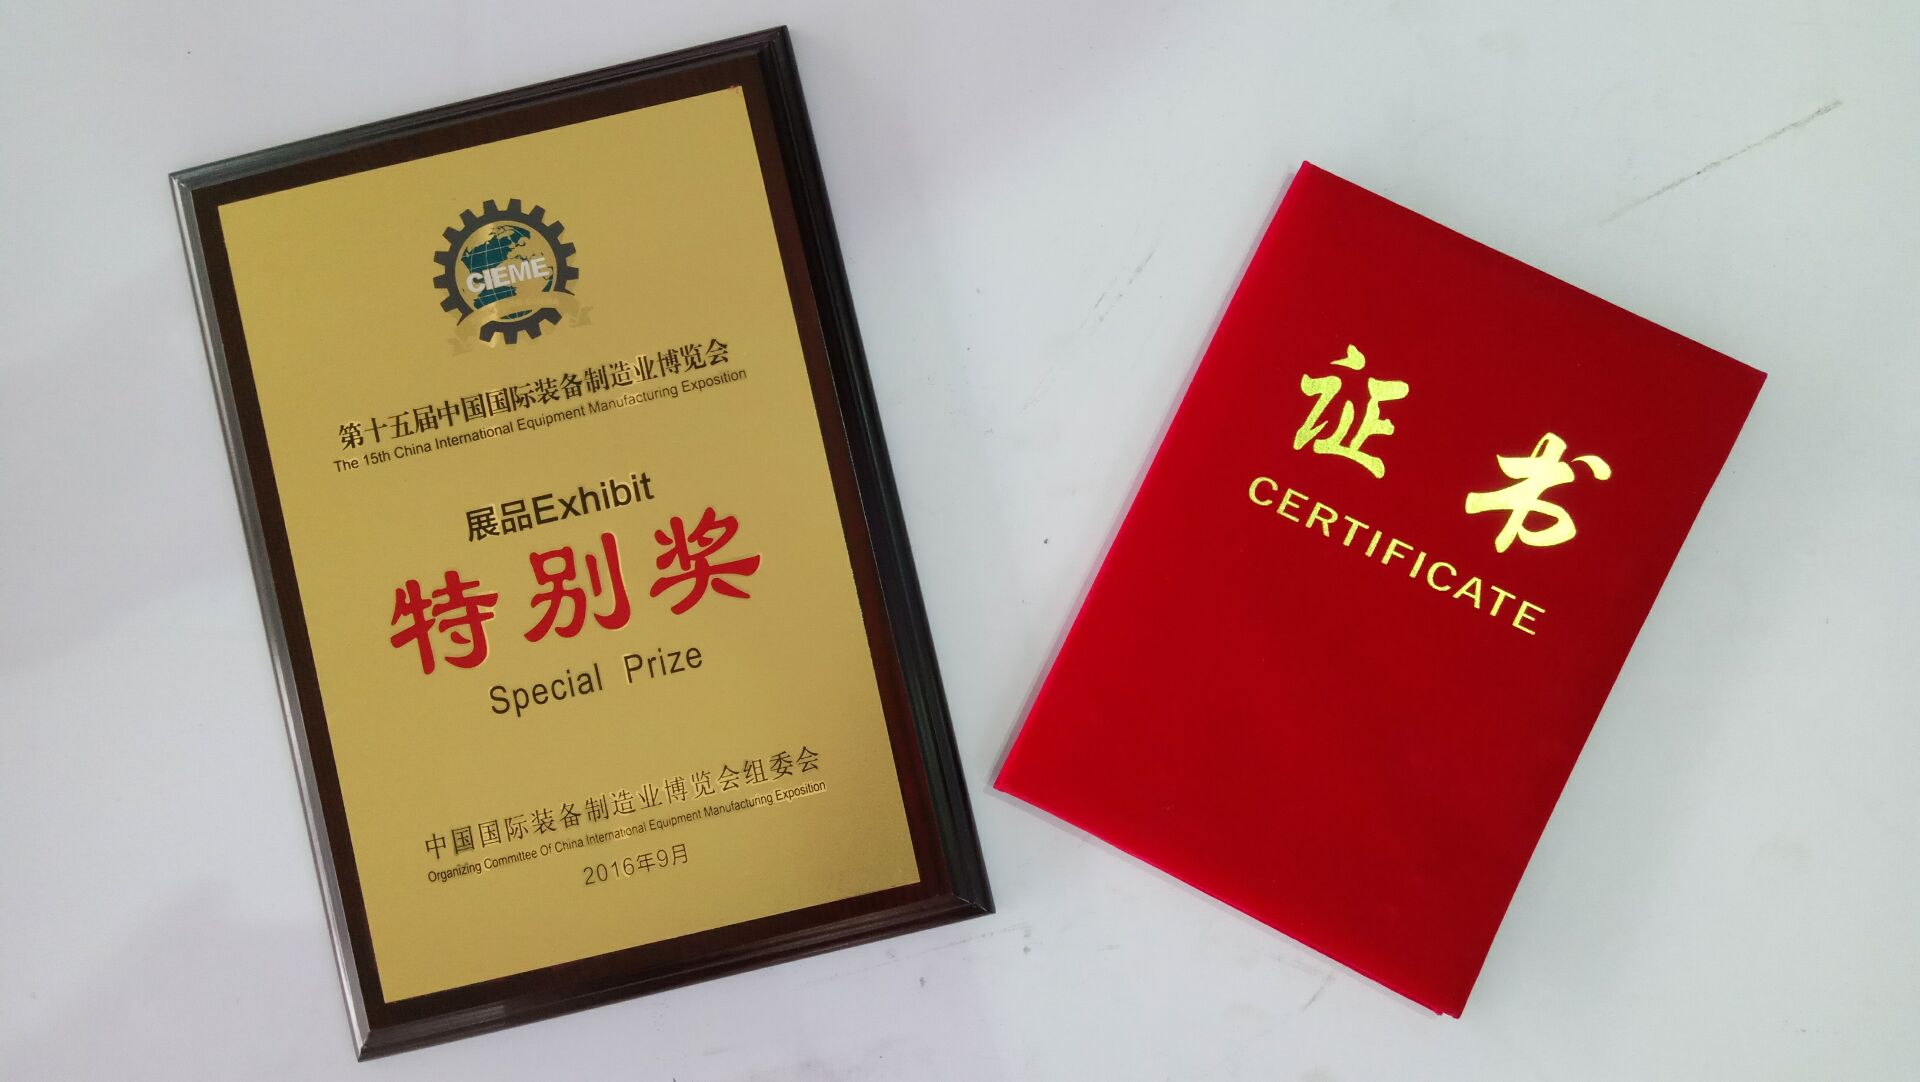 CIEME
第十五届中国国际装备制造业博览会
The 15th China International Equipment Manufacturing Exposition
展品Exhibit
特别奖
Special Prize
中国国际装备制造业博览会组委会
Organizing Committee Of China International Equipment Manufacturing Exposition
2016年9月
证书
CERTIFICATE